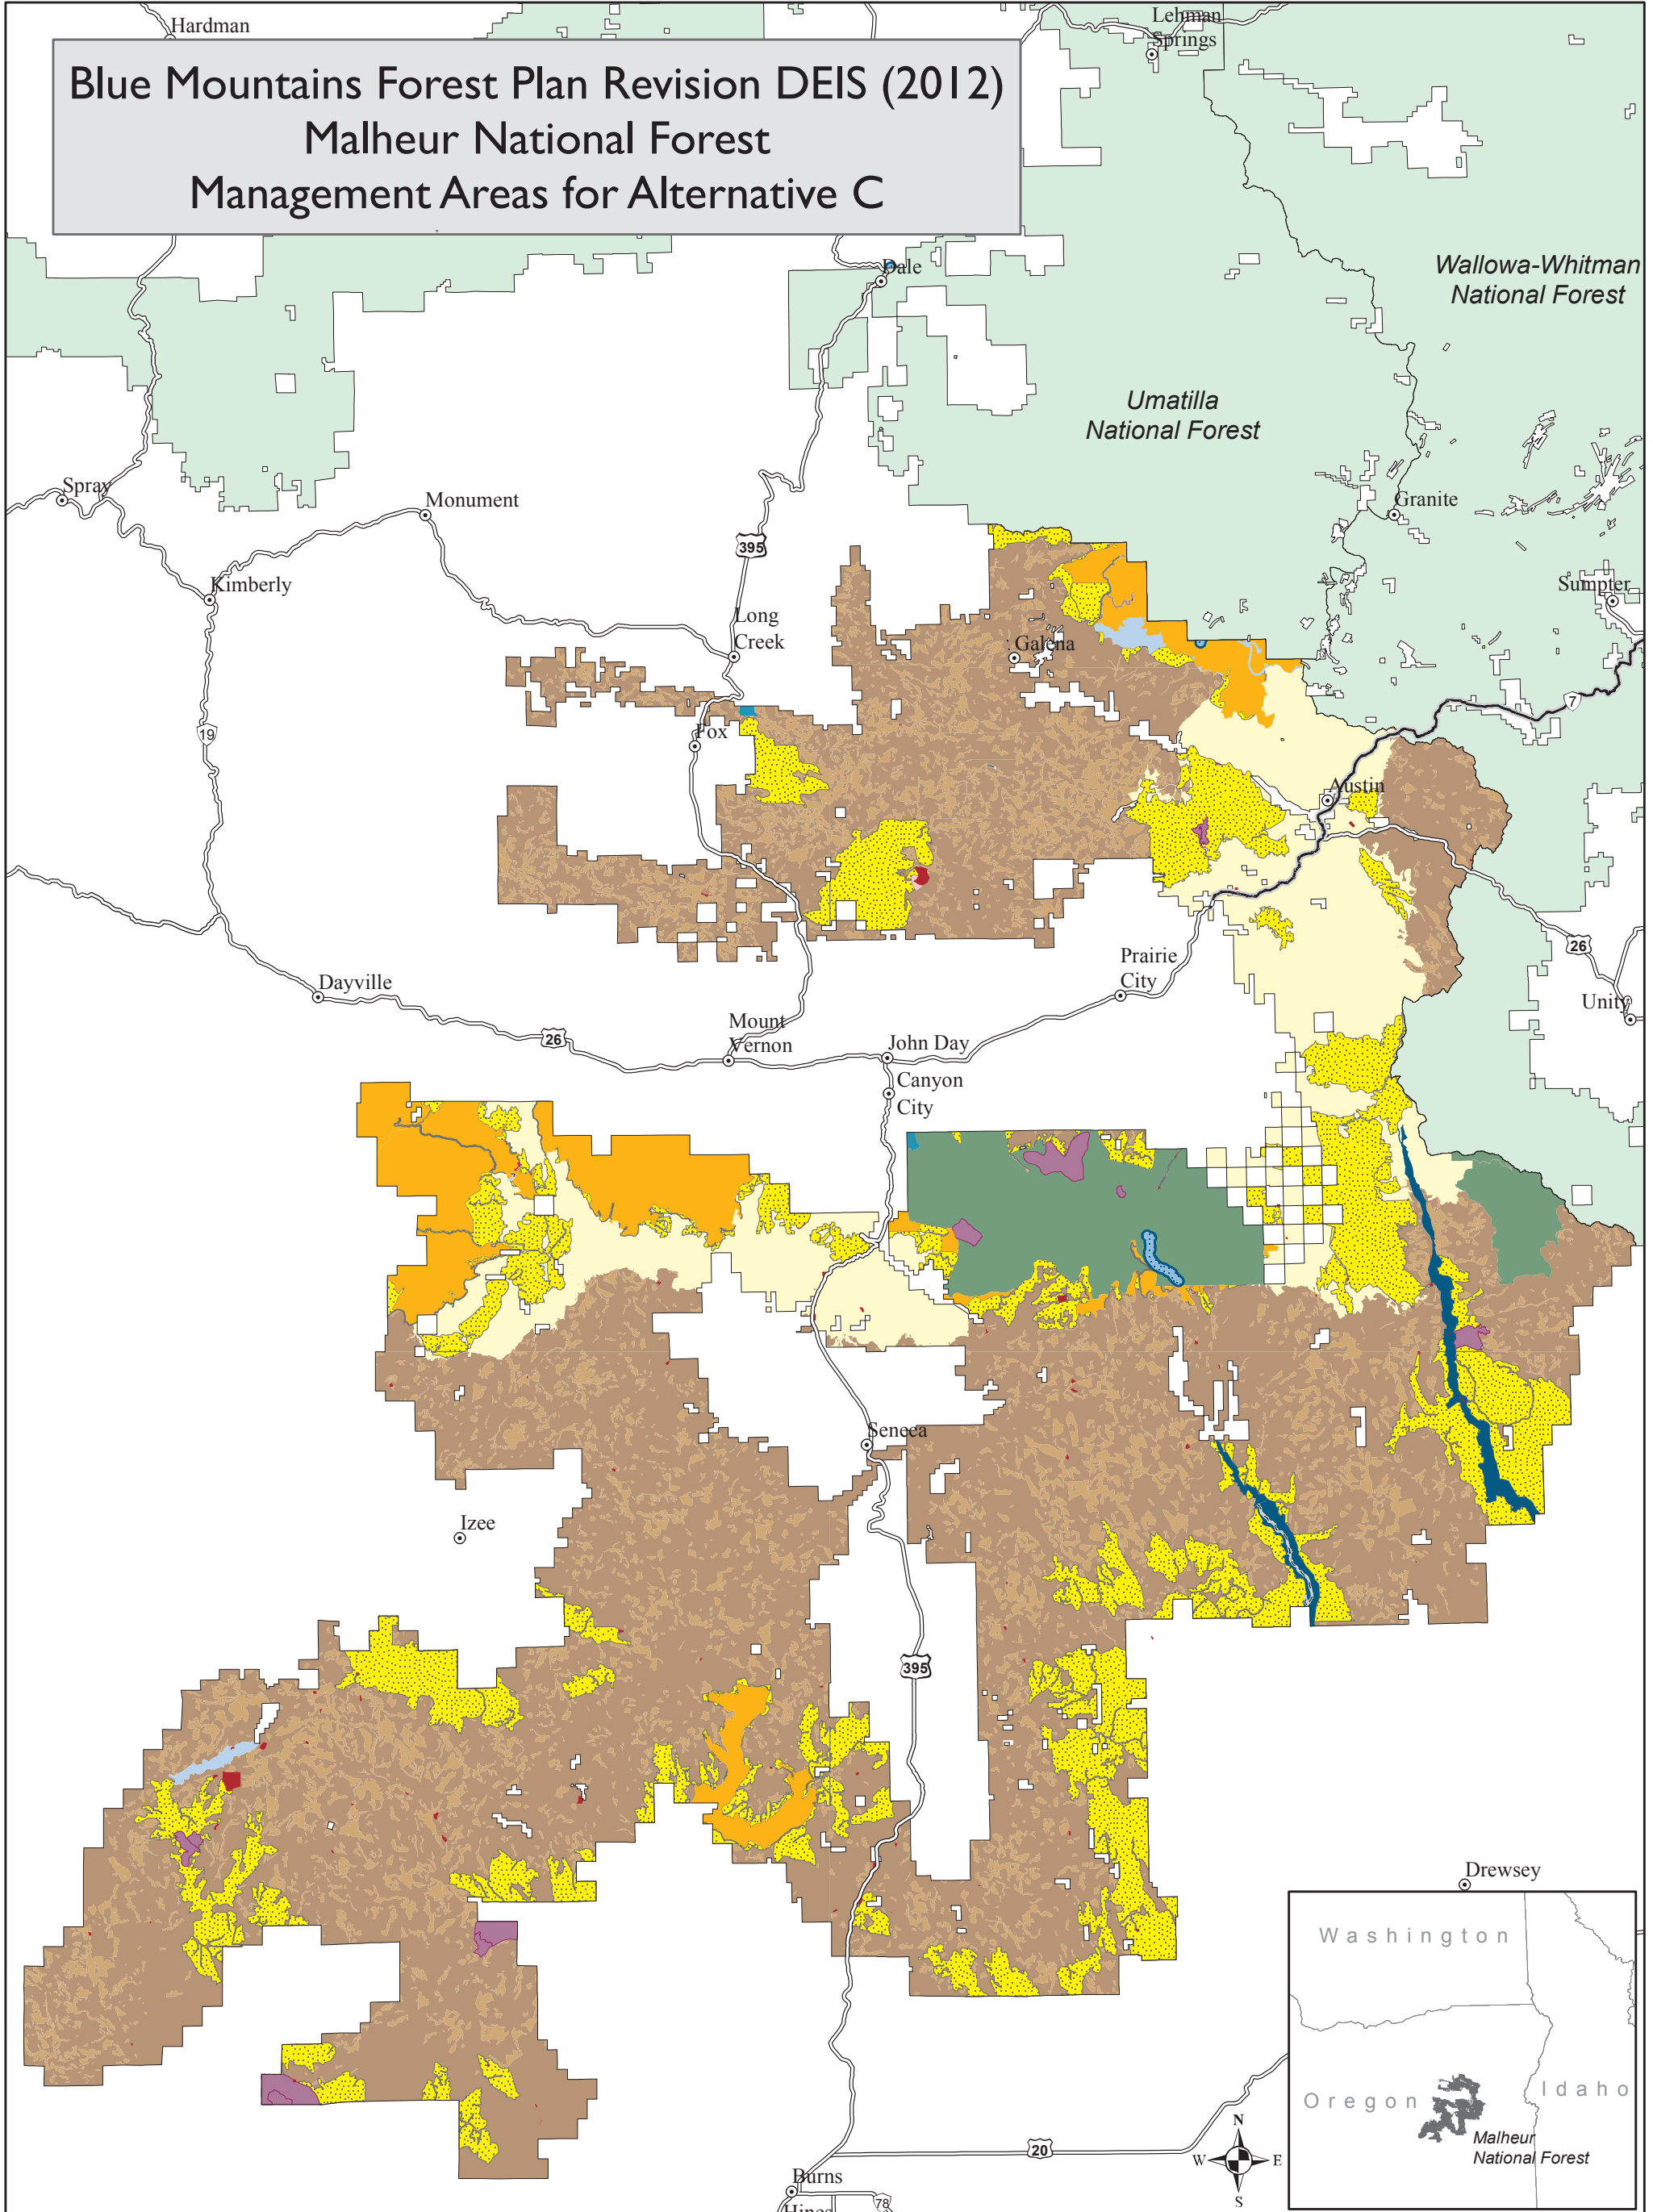 Hardman
Lehman
Springs
Blue Mountains Forest Plan Revision DEIS (2012)
Malheur National Forest
Management Areas for Alternative C
Dale
Wallowa-Whitman
National Forest
Umatilla
National Forest
Spray
Monument
Granite
395
Kimberly
Sumpter
Long
Creek
Galena
7
19
Fox
Austin
26
Prairie
City
Dayville
Unity
Mount
Vernon
26
John Day
Canyon
City
Seneca
Izee
395
Drewsey
Washington
Oregon
Idaho
Malheur
National Forest
N
W
E
S
20
Burns
Hines
78